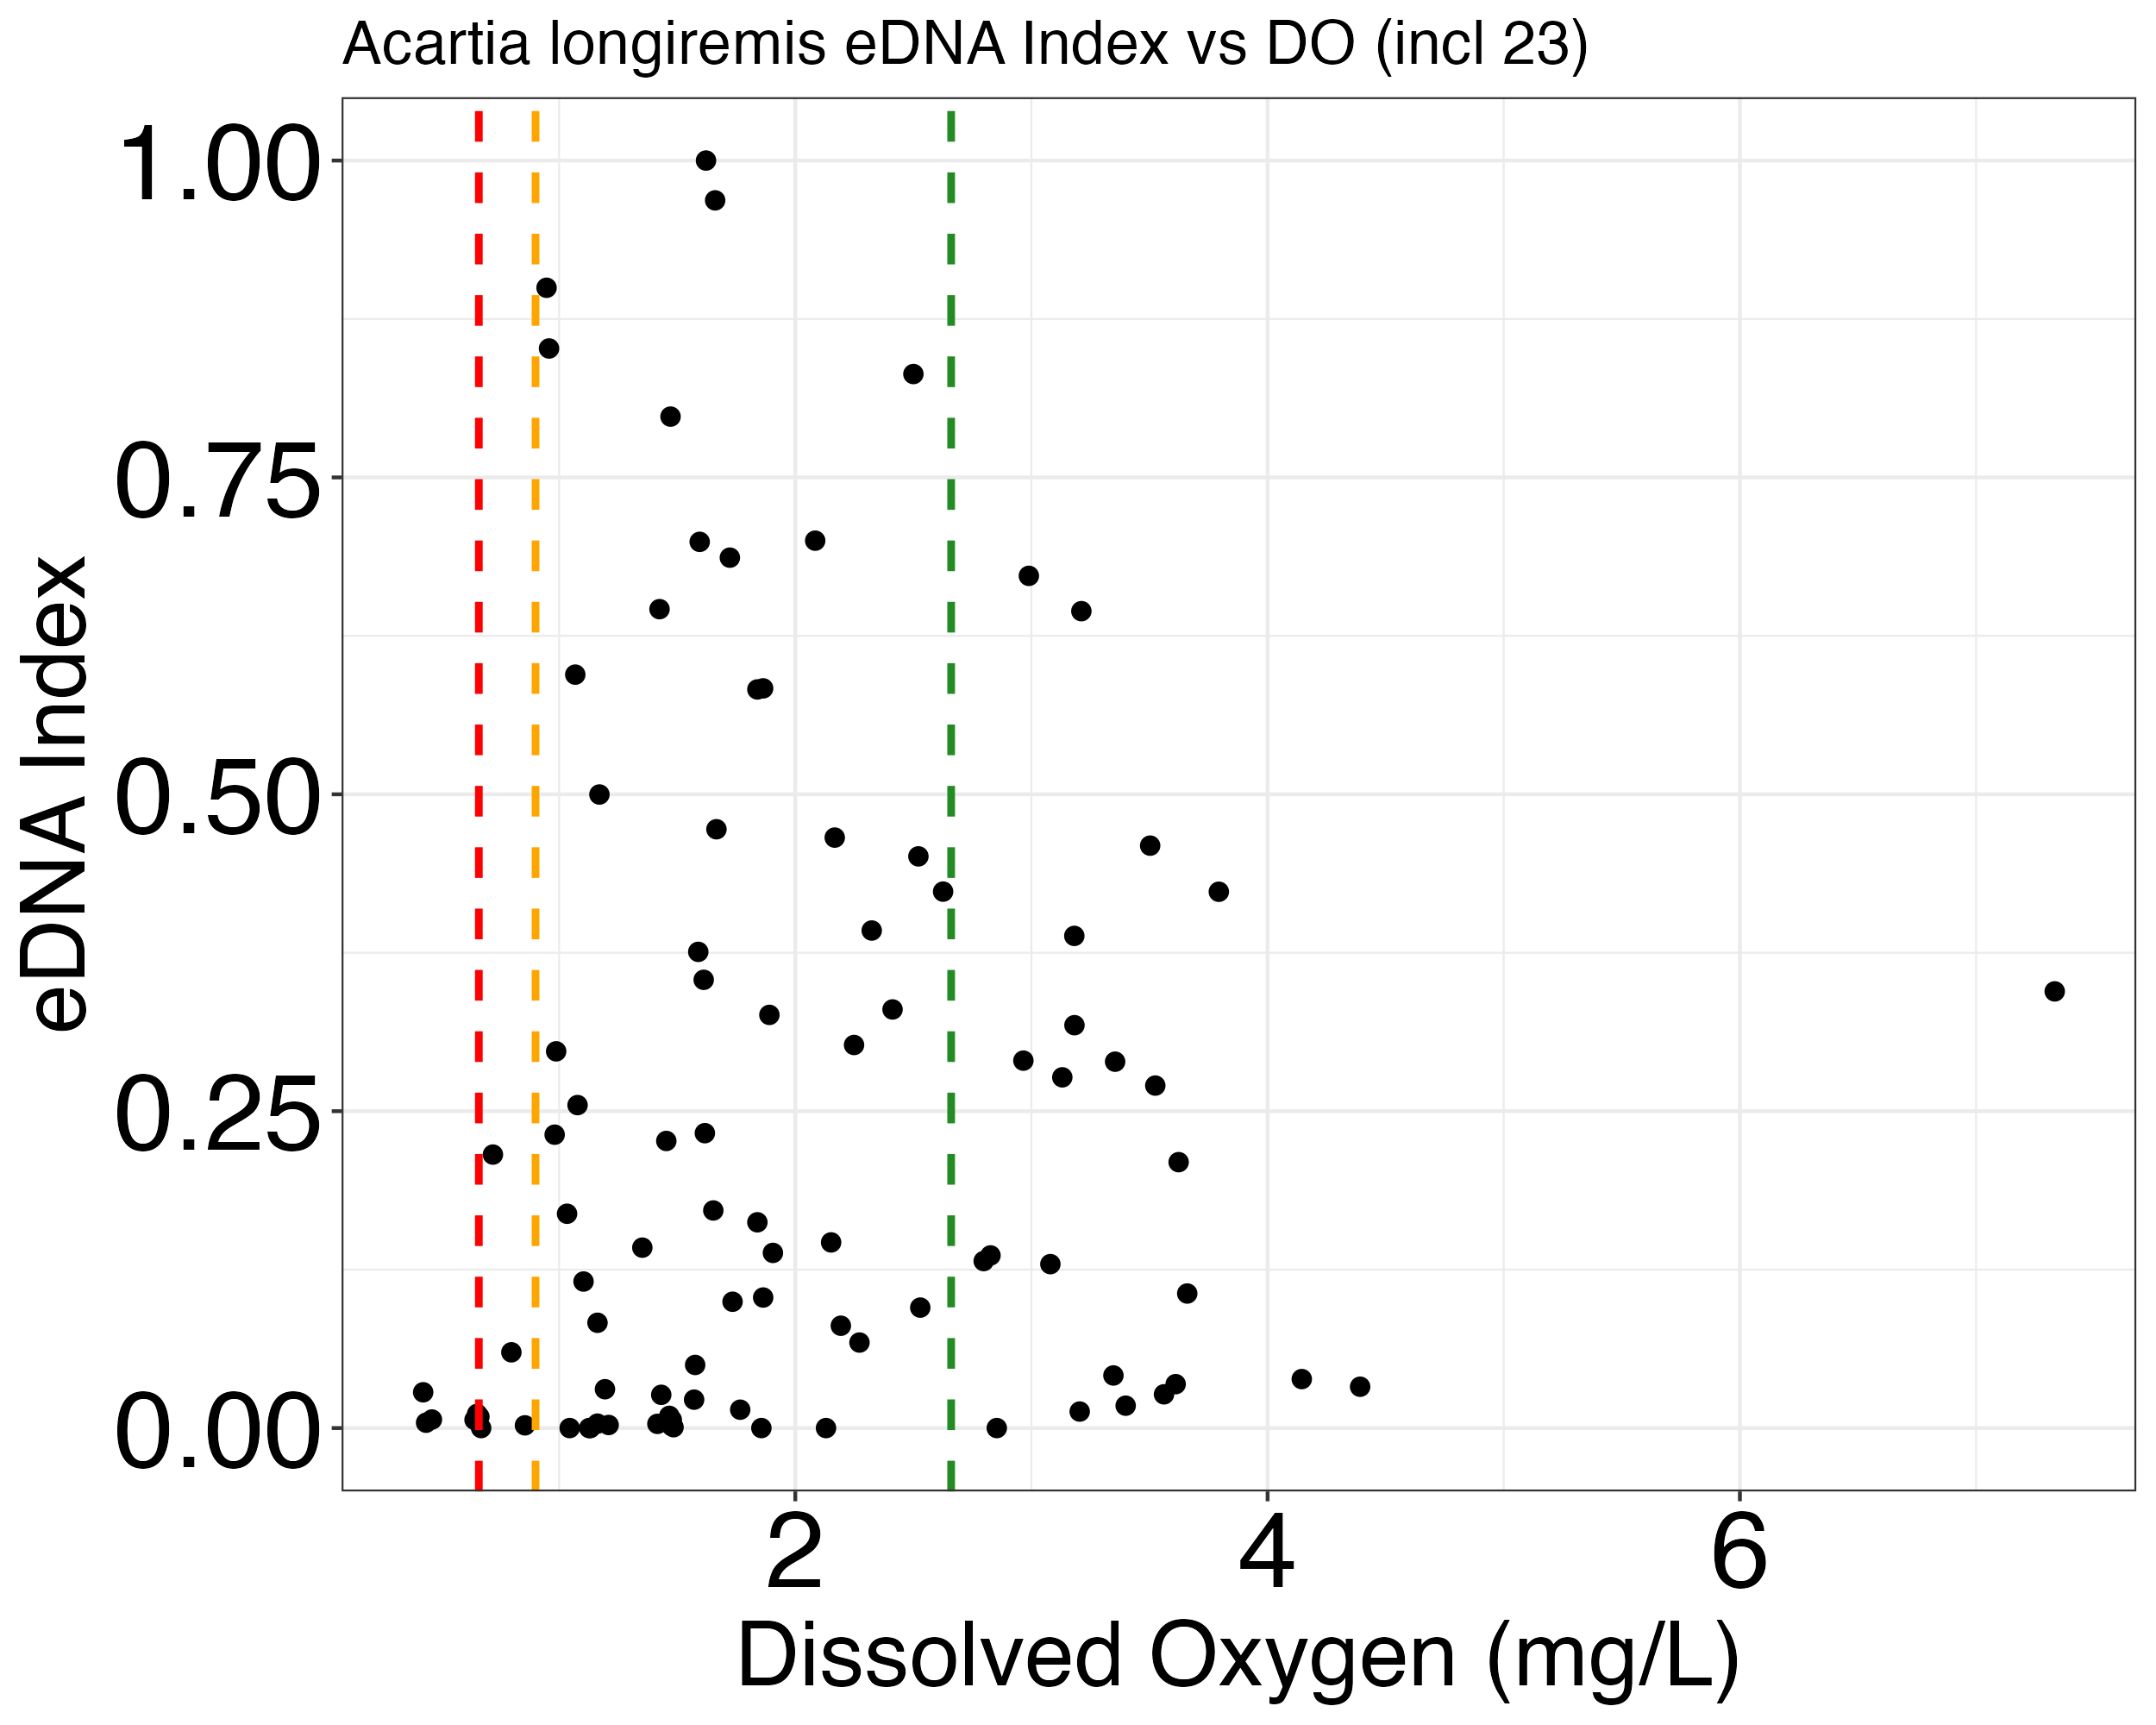 Acartia longiremis eDNA Index vs DO (incl 23)
1.00
0.75
0.50
0.25
0.00
eDNA Index
2 4 6
Dissolved Oxygen (mg/L)